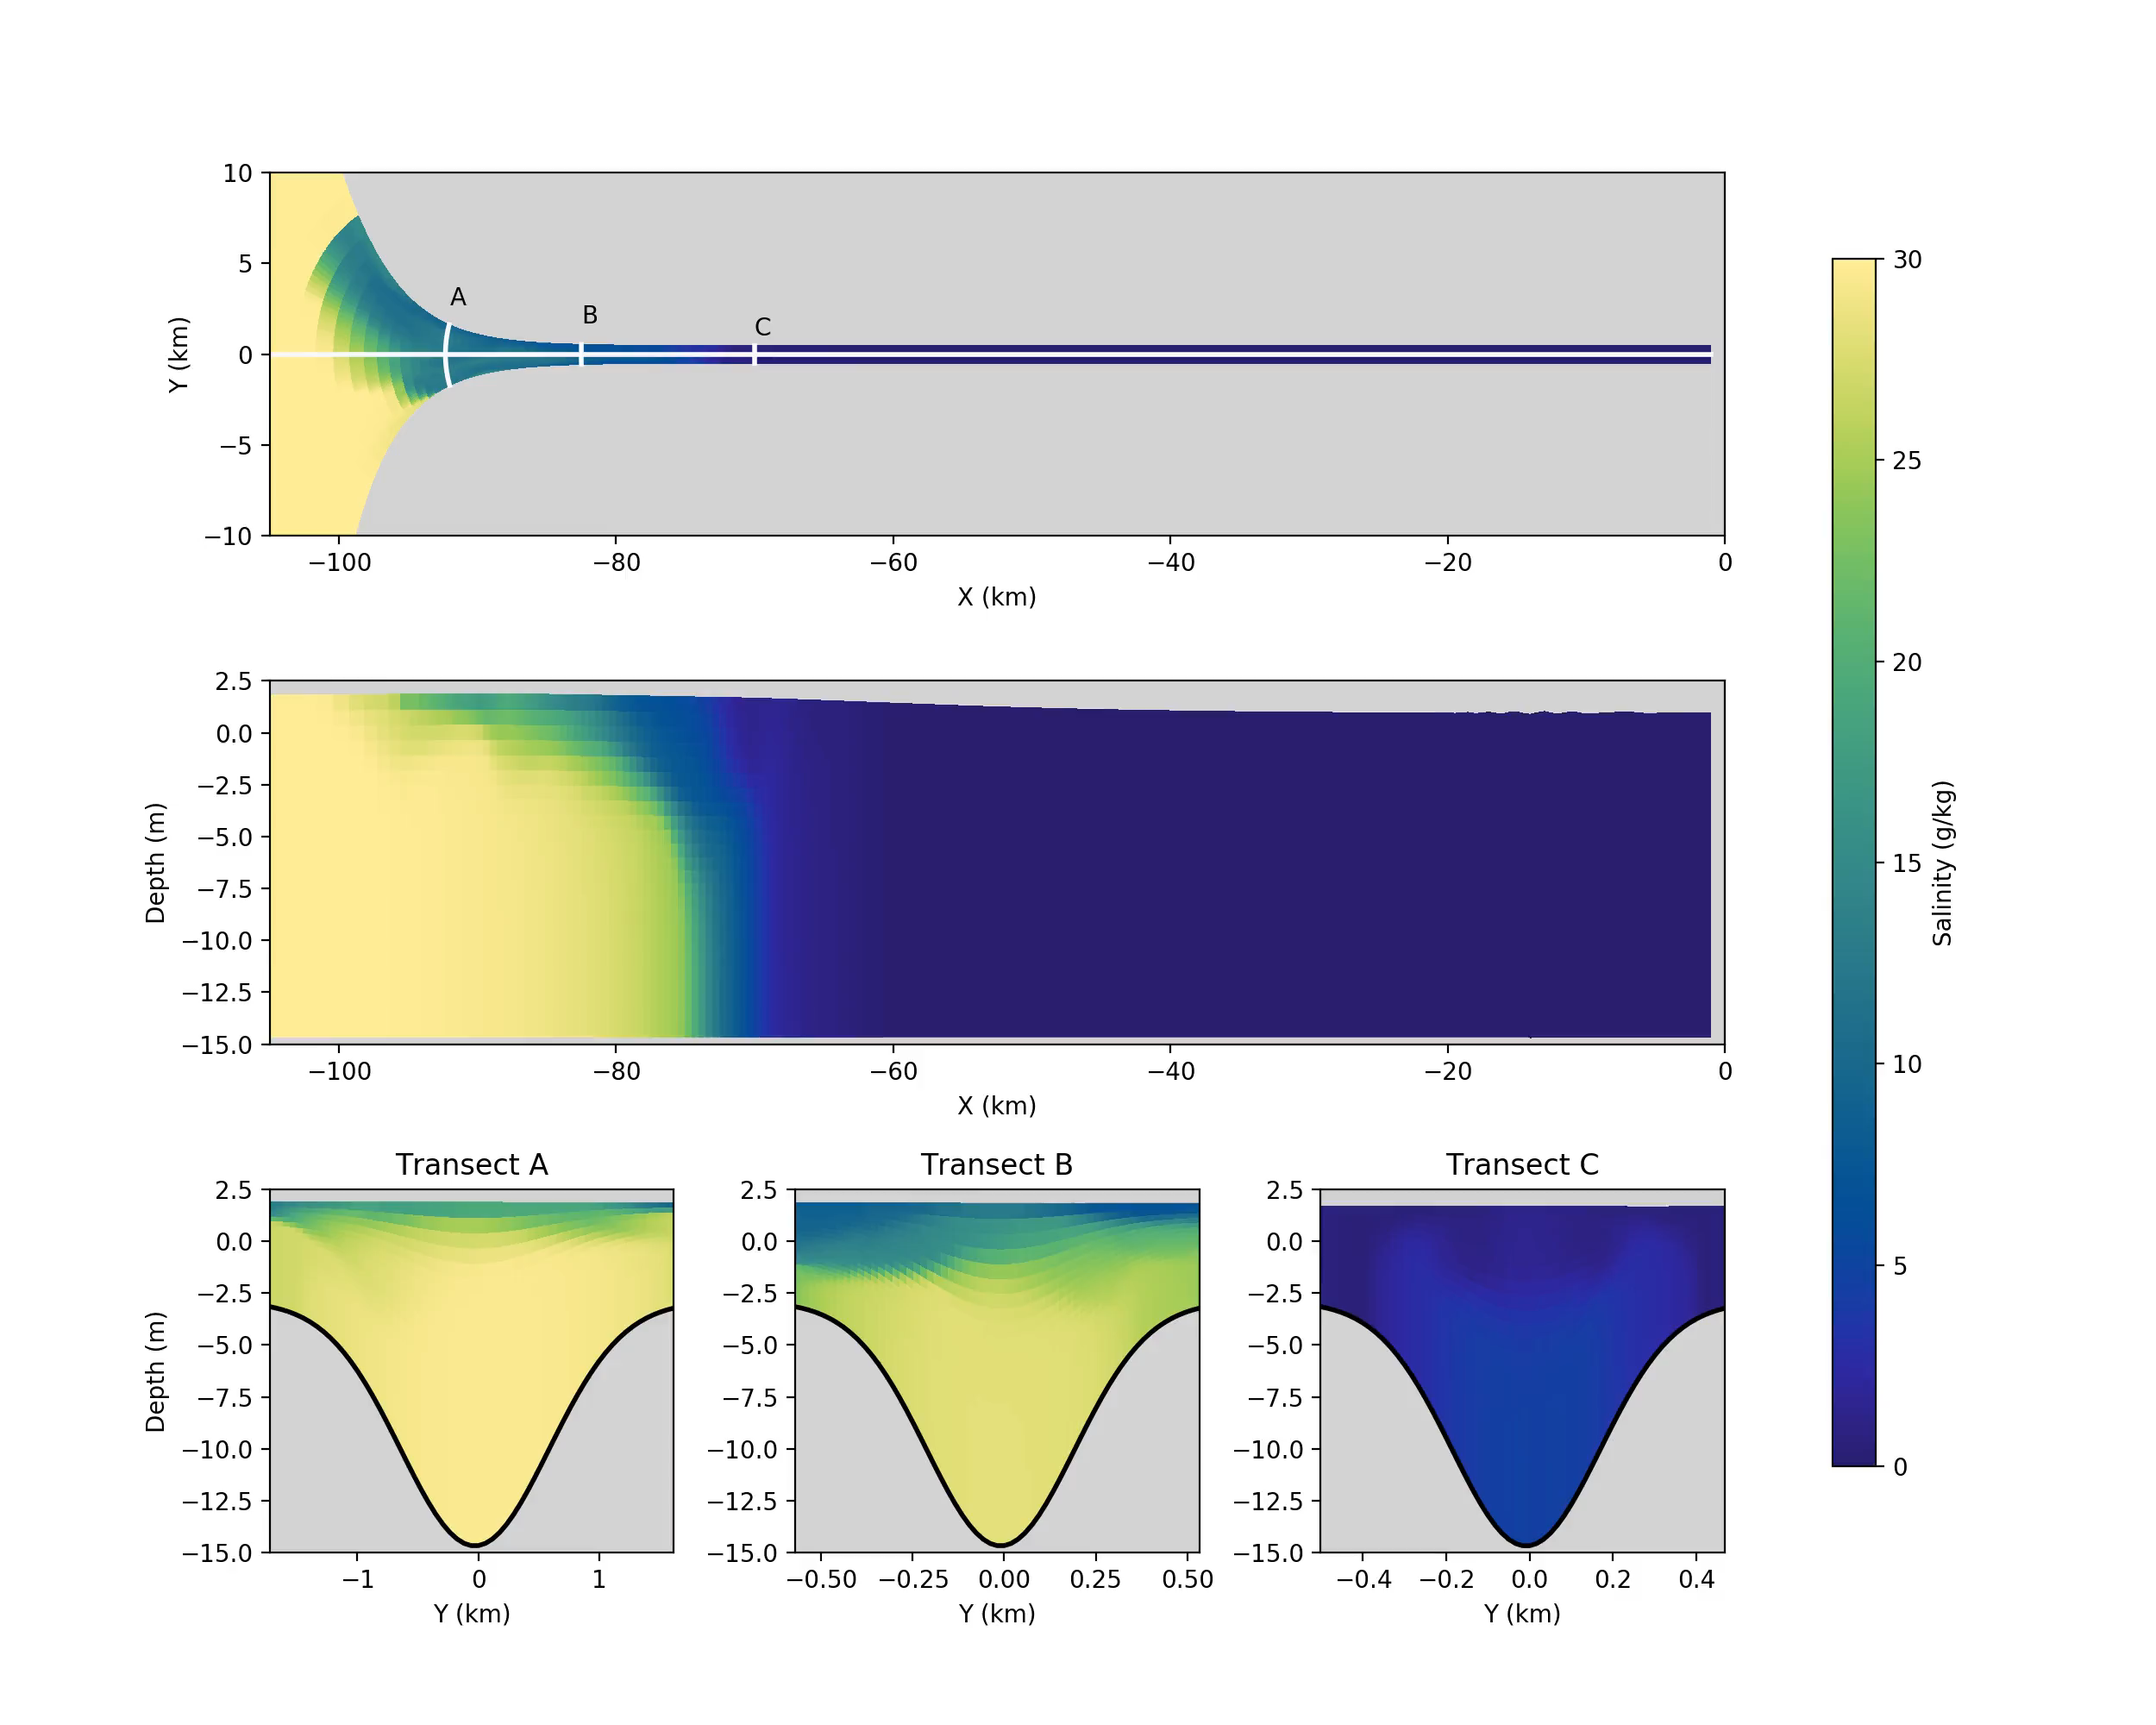 10
5
0
−5
−10
Y (km)
A
B
C
−100 −80 −60 −40 −20 0
X (km)
2.5
0.0
−2.5
−5.0
−7.5
−10.0
−12.5
−15.0
Depth (m)
−100 −80 −60 −40 −20 0
X (km)
Transect A
2.5
0.0
−2.5
−5.0
−7.5
−10.0
−12.5
−15.0
Depth (m)
−1 0 1
Y (km)
Transect B
2.5
0.0
−2.5
−5.0
−7.5
−10.0
−12.5
−15.0
−0.50 −0.25 0.00 0.25 0.50
Y (km)
Transect C
2.5
0.0
−2.5
−5.0
−7.5
−10.0
−12.5
−15.0
−0.4 −0.2 0.0 0.2 0.4
Y (km)
30
25
20
15
10
5
0
Salinity (g/kg)